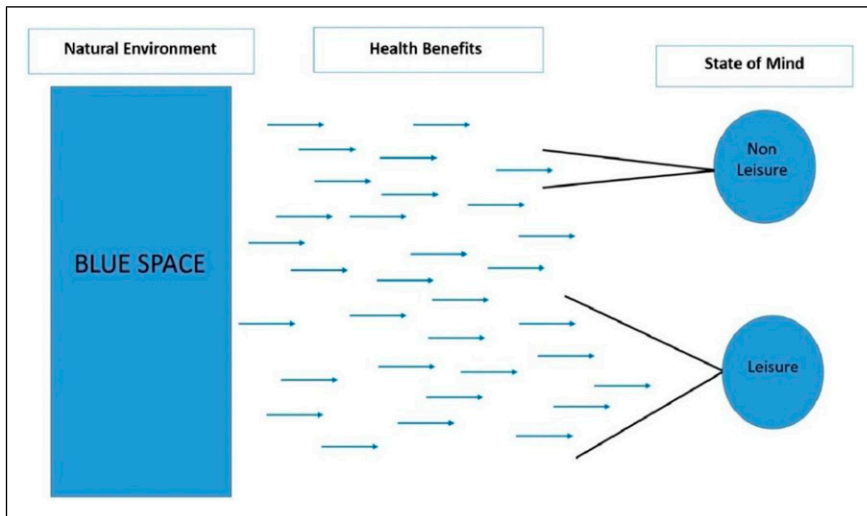 Natural Environment
Health Benefits
State of Mind
BLUE SPACE
Non
Leisure
Leisure